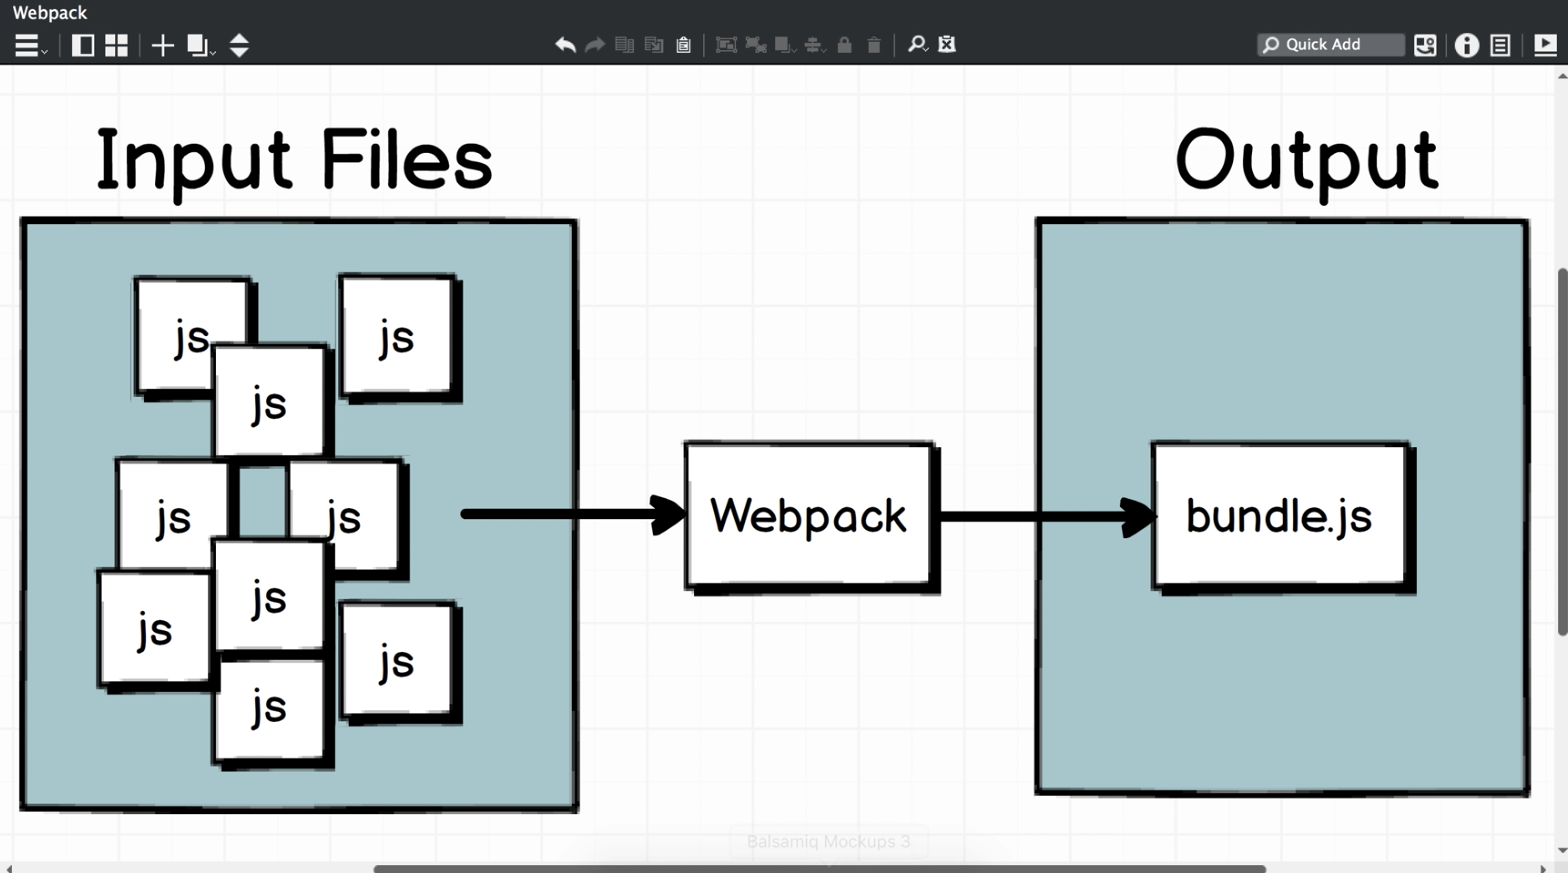 Webpack
Quick Add
Input Files
Output
js
js
js
js
js
js
js
js
js
Webpack
bundle.js
Balsamiq Mockups 3